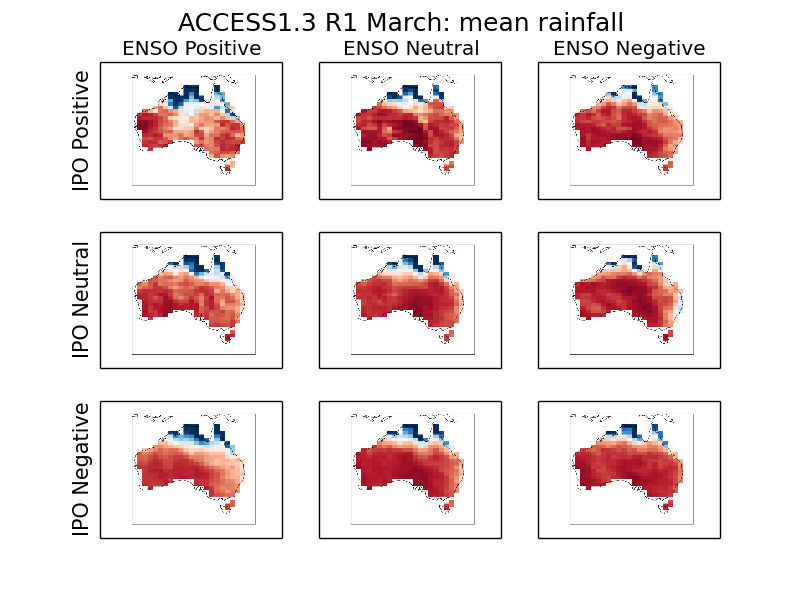 ACCESS1.3 R1 March: mean rainfall
ENSO Positive
ENSO Neutral
ENSO Negative
IPO Positive
IPO Neutral
IPO Negative